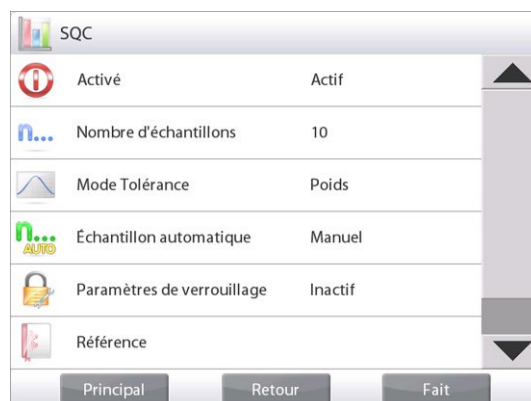 SQC
Activé Actif
n... Nombre d'échantillons 10
Mode Tolérance Poids
n... AUTO Échantillon automatique Manuel
Paramètres de verrouillage Inactif
Référence
Principal Retour Fait